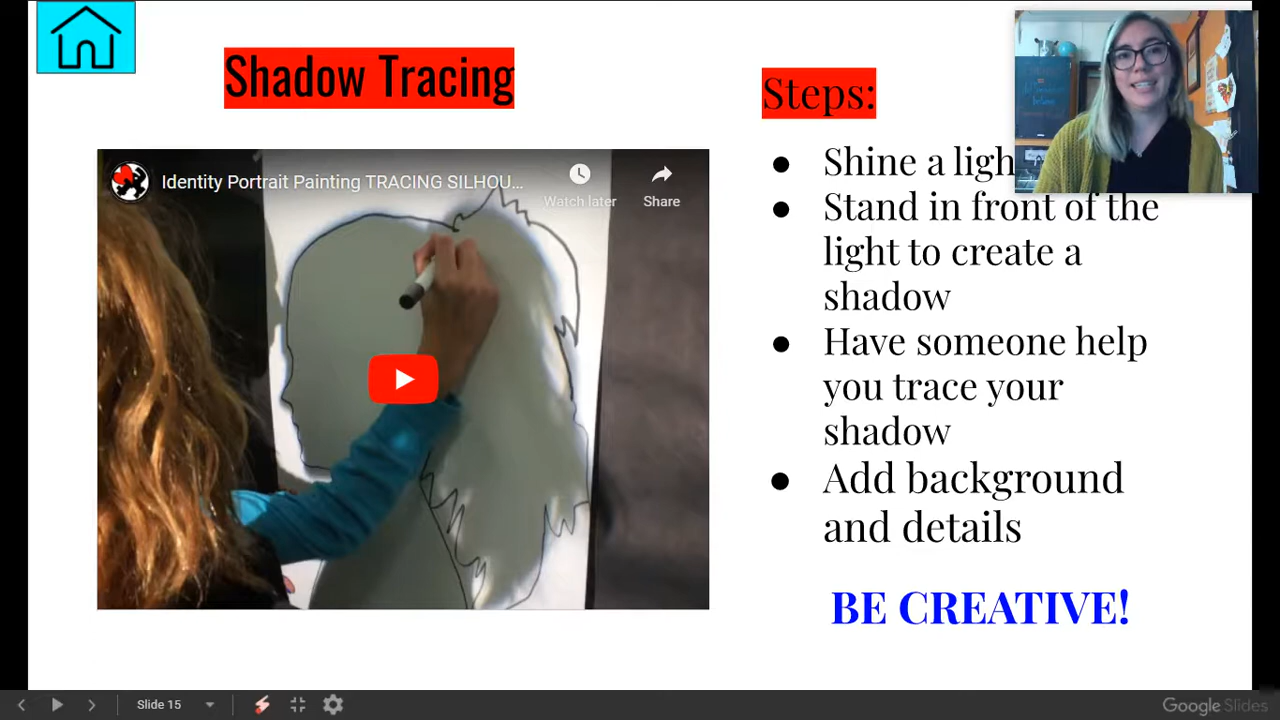 Shadow Tracing
Steps:
Identity Portrait Painting TRACING SILHOU...
Watch later
Share
Shine a
Stand in front of the
light to create a
shadow
Have someone help
you trace your
shadow
Add background
and details
BE CREATIVE!
Slide 15
Google Slides